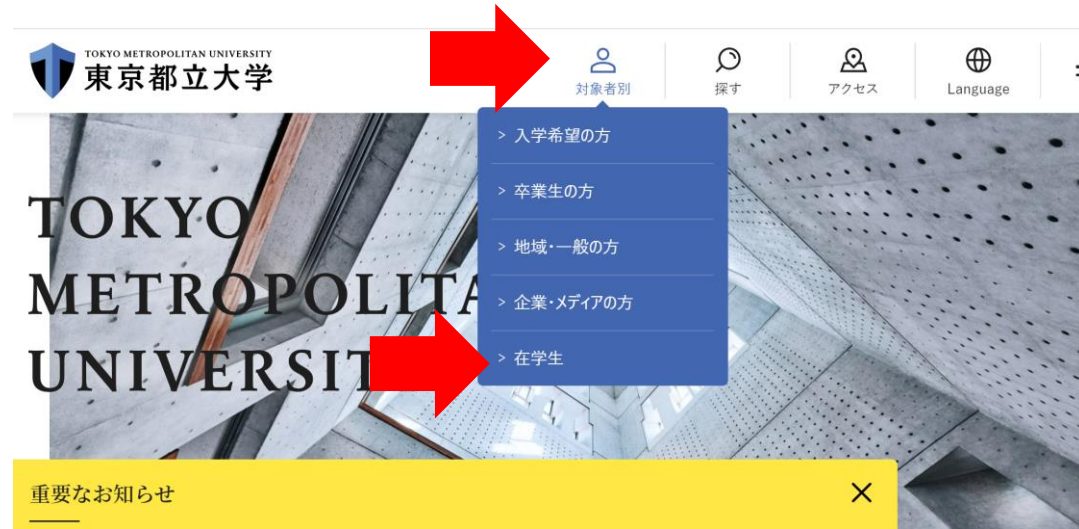 TOKYO METROPOLITAN UNIVERSITY
東京都立大学
対象者別
探す
アクセス
Language
> 入学希望の方
> 卒業生の方
> 地域・一般の方
> 企業・メディアの方
> 在学生
TOKYO
METROPOLITA
UNIVERSIT
重要なお知らせ